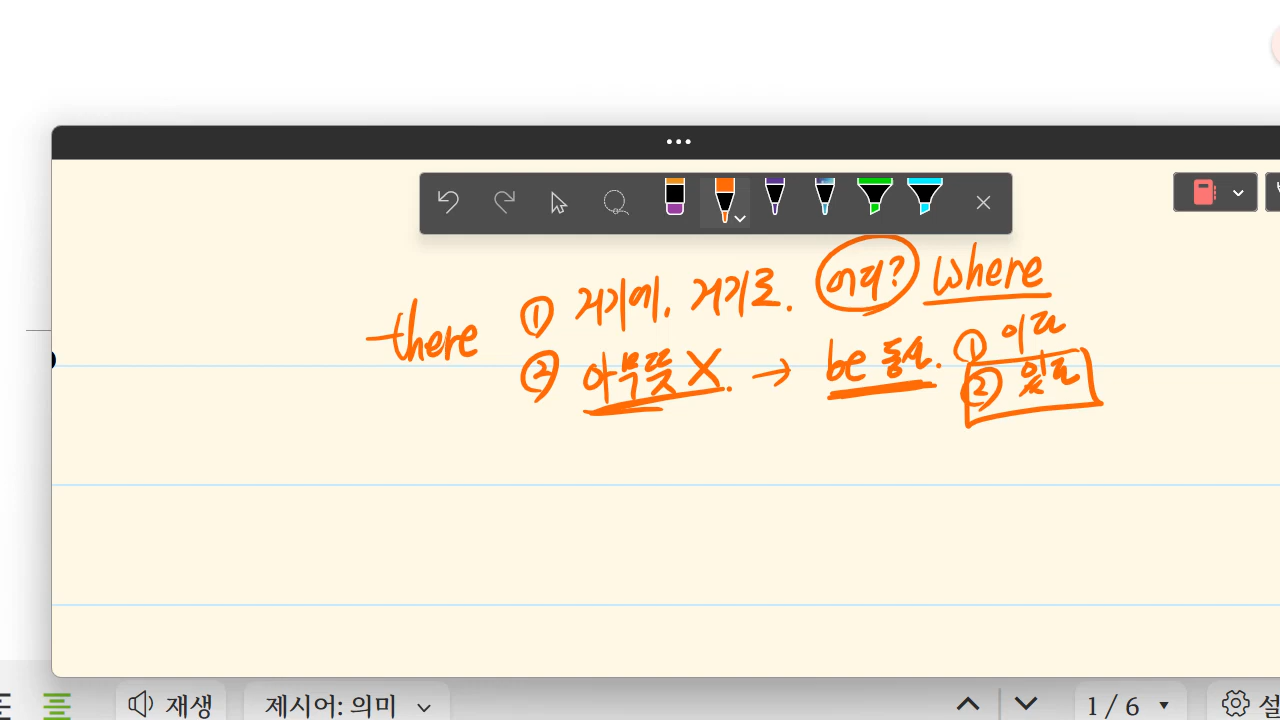 there ① 거기에, 거기로. 어디? where
② 아무뜻 X. → be 동사. ① 이다
② 있다
재생 제시어: 의미 1 / 6 설